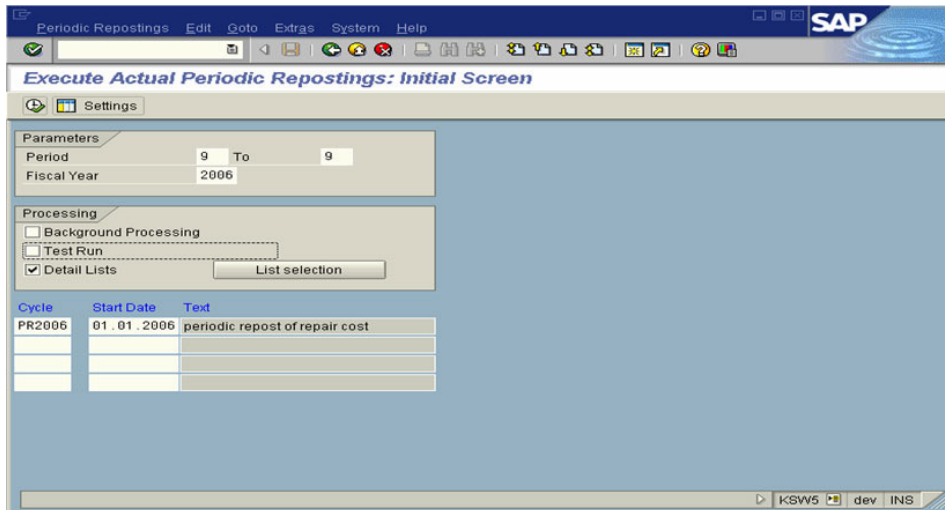 Periodic Repostings Edit Goto Extras System Help
SAP
Execute Actual Periodic Repostings: Initial Screen
Settings
Parameters
Period 9 To 9
Fiscal Year 2006
Processing
Background Processing
Test Run
Detail Lists List selection
Cycle Start Date Text
PR2006 01.01.2006 periodic repost of repair cost
KSW5 dev INS